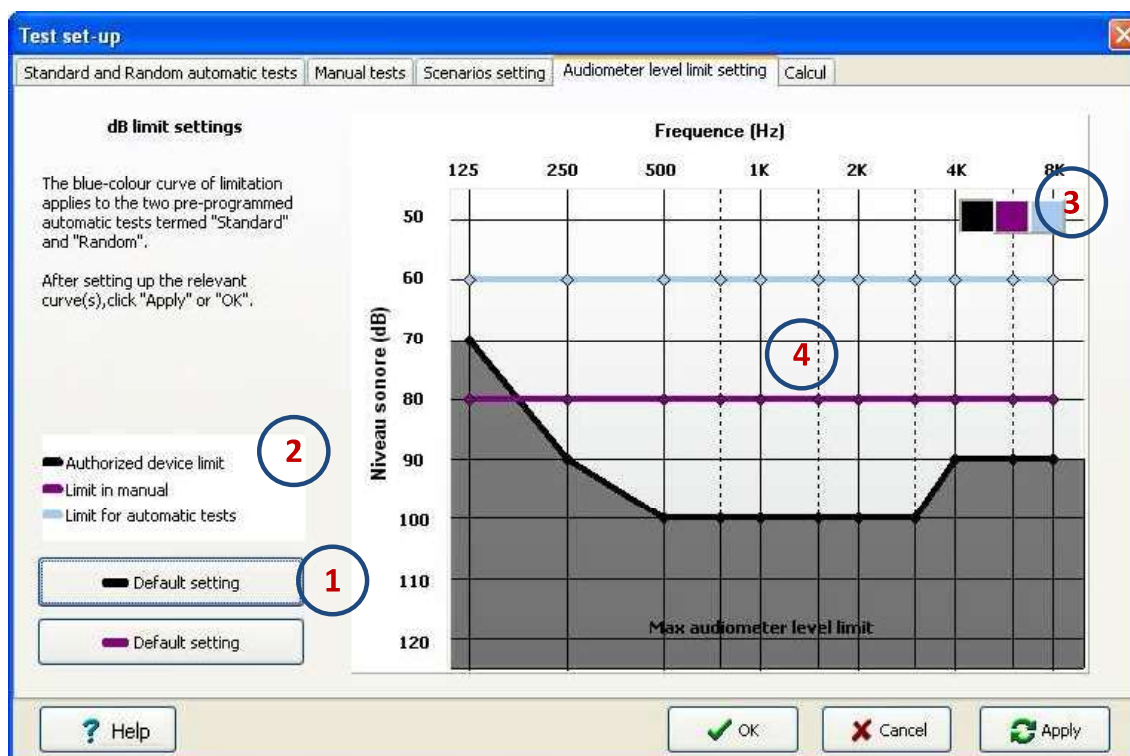 Test set-up
Standard and Random automatic tests Manual tests Scenarios setting Audiometer level limit setting Calcul
dB limit settings
The blue-colour curve of limitation
applies to the two pre-programmed
automatic tests termed "Standard"
and "Random".
After setting up the relevant
curve(s),click "Apply" or "OK".
2
Authorized device limit
Limit in manual
Limit for automatic tests
Default setting
1
Default setting
Frequence (Hz)
125 250 500 1K 2K 4K 8K
3
Niveau sonore (dB)
50
60
70
80
90
100
110
120
4
Max audiometer level limit
? Help
OK
Cancel
Apply